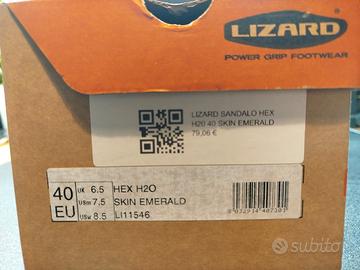 LIZARD
POWER GRIP FOOTWEAR
LIZARD SANDALO HEX
H20 40 SKIN EMERALD
79,06 €
40
EU
UK 6.5
USm 7.5
USw 8.5
HEX H2O
SKIN EMERALD
LI11546
subito